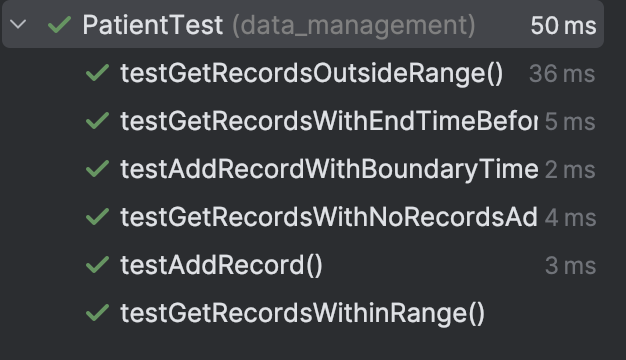 PatientTest (data_management) 50 ms
testGetRecordsOutsideRange() 36 ms
testGetRecordsWithEndTimeBefor 5 ms
testAddRecordWithBoundaryTime 2 ms
testGetRecordsWithNoRecordsAd 4 ms
testAddRecord() 3 ms
testGetRecordsWithinRange()